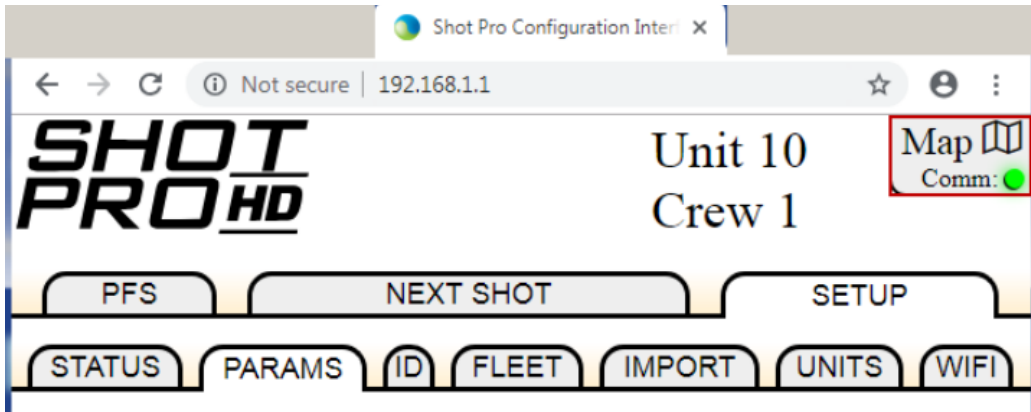 Shot Pro Configuration Inter
Not secure | 192.168.1.1
SHOT
PRO HD
Unit 10
Crew 1
Map
Comm:
PFS NEXT SHOT SETUP
STATUS PARAMS ID FLEET IMPORT UNITS WIFI